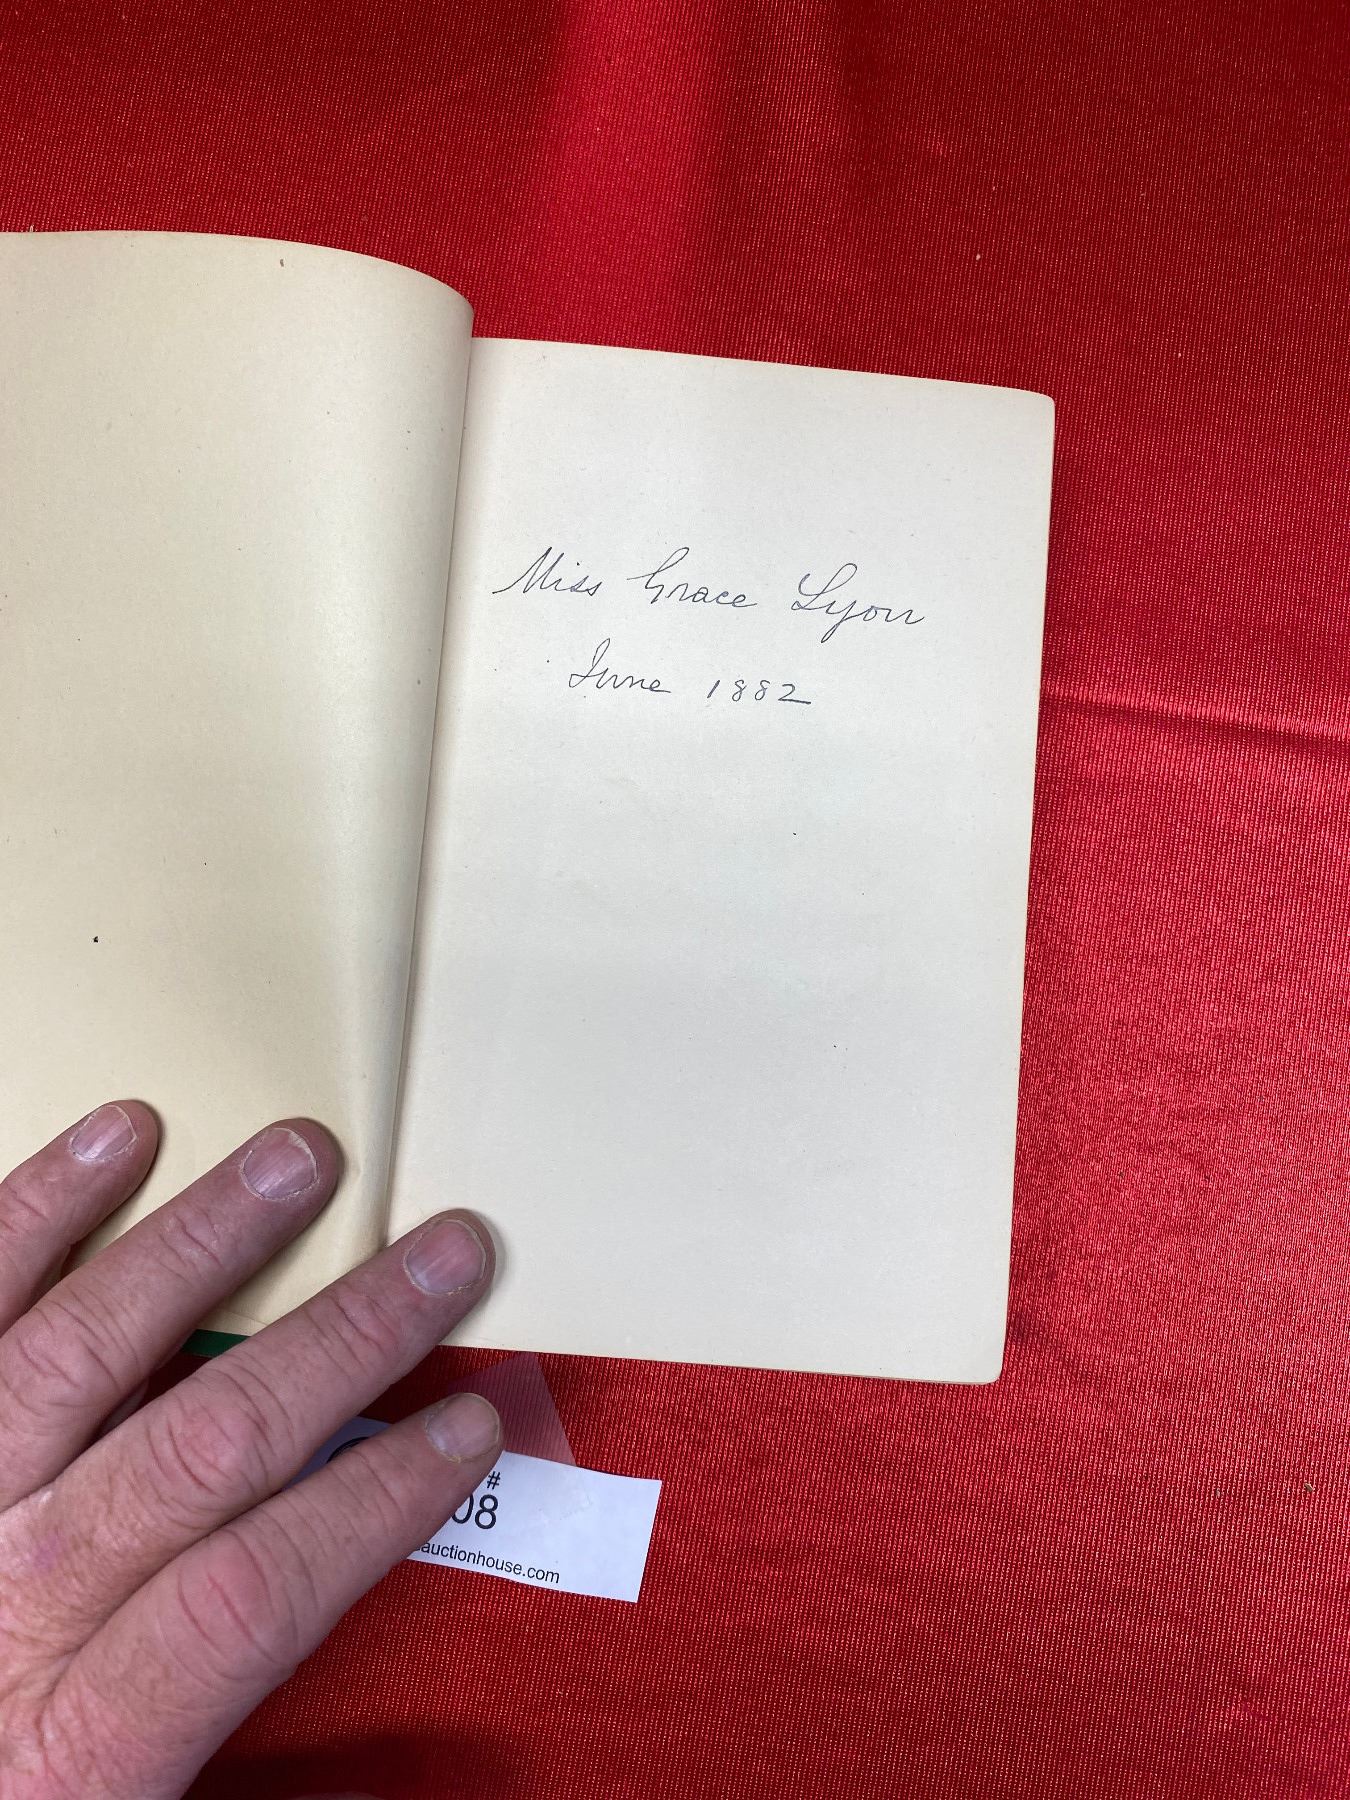 Miss Grace Lyon
June 1882
#
08
auctionhouse.com